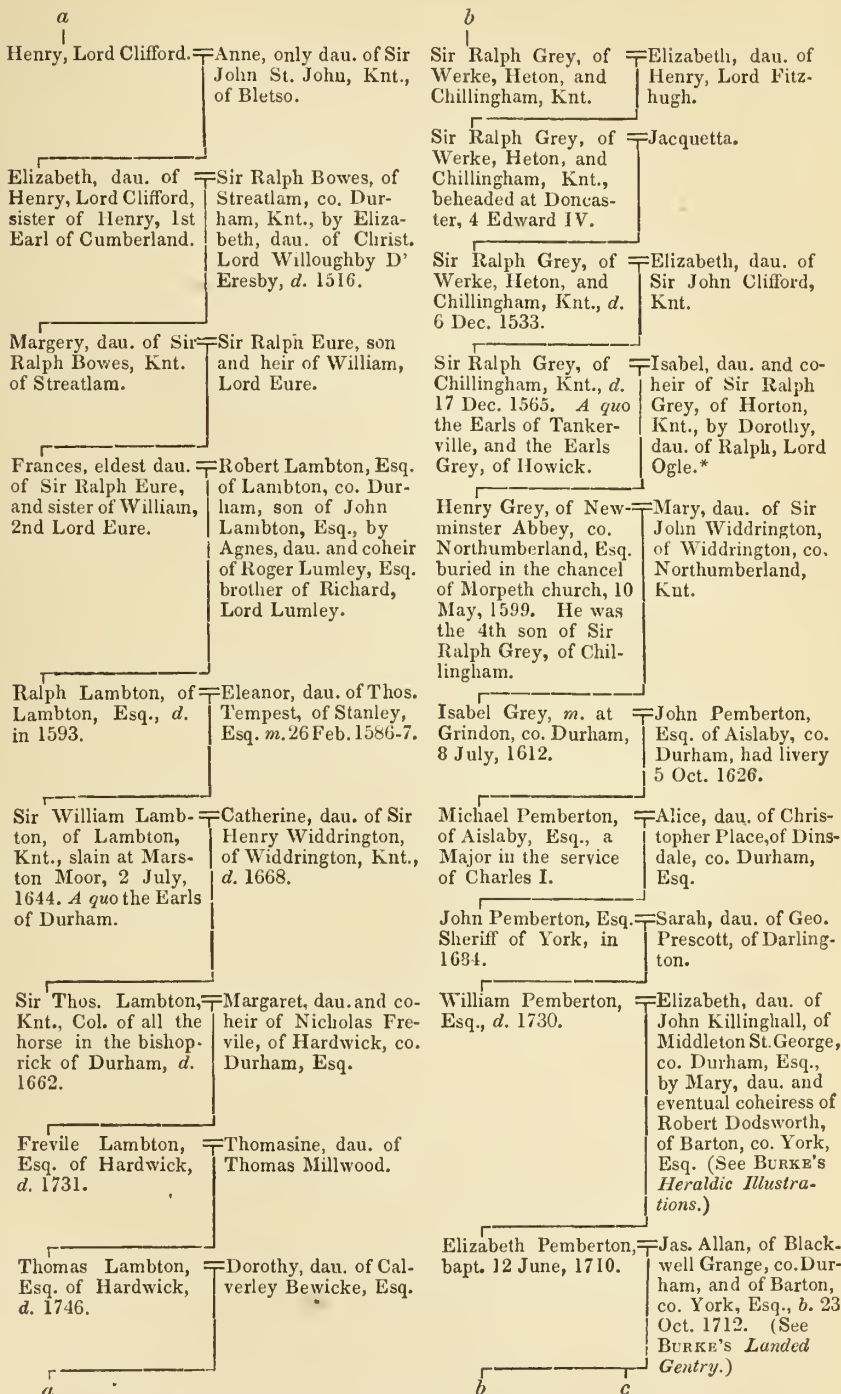 a
Henry, Lord Clifford.
Anne, only dau. of Sir
John St. John, Knt.,
of Bletso.
Elizabeth, dau. of
Henry, Lord Clifford,
sister of Henry, 1st
Earl of Cumberland.
Sir Ralph Bowes, of
Streatlam, co. Dur-
ham, Knt., by Eliza-
beth, dau. of Christ.
Lord Willoughby D'
Eresby, d. 1516.
Margery, dau. of Sir
Ralph Bowes, Knt.
of Streatlam.
Sir Ralph Eure, son
and heir of William,
Lord Eure.
Frances, eldest dau.
of Sir Ralph Eure,
and sister of William,
2nd Lord Eure.
Robert Lambton, Esq.
of Lambton, co. Dur-
ham, son of John
Lambton, Esq., by
Agnes, dau. and coheir
of Roger Lumley, Esq.
brother of Richard,
Lord Lumley.
Ralph Lambton, of
Lambton, Esq., d.
in 1593.
Eleanor, dau. of Thos.
Tempest, of Stanley,
Esq. m. 26 Feb. 1586-7.
Sir William Lamb-
ton, of Lambton,
Knt., slain at Mars-
ton Moor, 2 July,
1644. A quo the Earls
of Durham.
Catherine, dau. of Sir
Henry Widdrington,
of Widdrington, Knt.,
d. 1668.
Sir Thos. Lambton,
Knt., Col. of all the
horse in the bishop-
rick of Durham, d.
1662.
Margaret, dau. and co-
heir of Nicholas Fre-
vile, of Hardwick, co.
Durham, Esq.
Frevile Lambton,
Esq. of Hardwick,
d. 1731.
Thomasine, dau. of
Thomas Millwood.
Thomas Lambton,
Esq. of Hardwick,
d. 1746.
Dorothy, dau. of Cal-
verley Bewicke, Esq.
a
b
Sir Ralph Grey, of
Werke, Heton, and
Chillingham, Knt.
Elizabeth, dau. of
Henry, Lord Fitz-
hugh.
Sir Ralph Grey, of
Werke, Heton, and
Chillingham, Knt.,
beheaded at Doncas-
ter, 4 Edward IV.
Jacquetta.
Sir Ralph Grey, of
Werke, Heton, and
Chillingham, Knt., d.
6 Dec. 1533.
Elizabeth, dau. of
Sir John Clifford,
Knt.
Sir Ralph Grey, of
Chillingham, Knt., d.
17 Dec. 1565. A quo
the Earls of Tanker-
ville, and the Earls
Grey, of Howick.
Isabel, dau. and co-
heir of Sir Ralph
Grey, of Horton,
Knt., by Dorothy,
dau. of Ralph, Lord
Ogle.*
Henry Grey, of New-
minster Abbey, co.
Northumberland, Esq.
buried in the chancel
of Morpeth church, 10
May, 1599. He was
the 4th son of Sir
Ralph Grey, of Chil-
lingham.
Mary, dau. of Sir
John Widdrington,
of Widdrington, co.
Northumberland,
Knt.
Isabel Grey, m. at
Grindon, co. Durham,
8 July, 1612.
John Pemberton,
Esq. of Aislaby, co.
Durham, had livery
5 Oct. 1626.
Michael Pemberton,
of Aislaby, Esq., a
Major in the service
of Charles I.
Alice, dau. of Chris-
topher Place, of Dins-
dale, co. Durham,
Esq.
John Pemberton, Esq.
Sheriff of York, in
1634.
Sarah, dau. of Geo.
Prescott, of Darling-
ton.
William Pemberton,
Esq., d. 1730.
Elizabeth, dau. of
John Killinghall, of
Middleton St. George,
co. Durham, Esq.,
by Mary, dau. and
eventual coheiress of
Robert Dodsworth,
of Barton, co. York,
Esq. (See BURKE'S
Heraldic Illustra-
tions.)
Elizabeth Pemberton,
bapt. 12 June, 1710.
Jas. Allan, of Black-
well Grange, co. Dur-
ham, and of Barton,
co. York, Esq., b. 23
Oct. 1712. (See
BURKE'S Landed
Gentry.)
b c